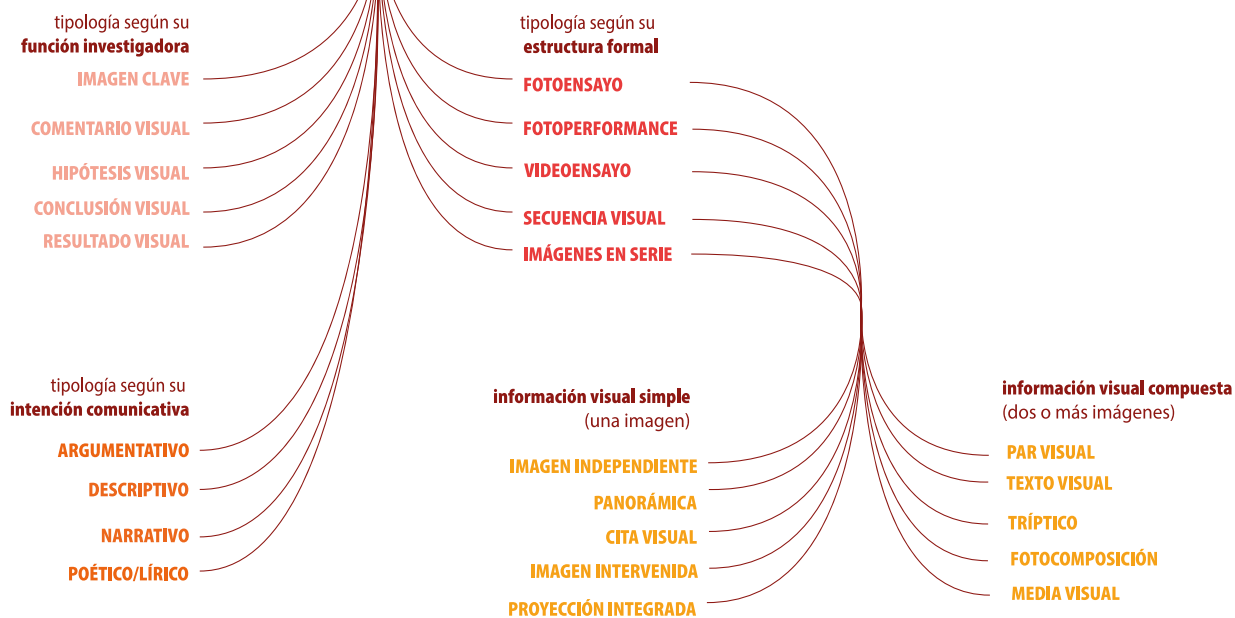 tipología según su
función investigadora
IMAGEN CLAVE
COMENTARIO VISUAL
HIPÓTESIS VISUAL
CONCLUSIÓN VISUAL
RESULTADO VISUAL
tipología según su
estructura formal
FOTOENSAYO
FOTOPERFORMANCE
VIDEOENSAYO
SECUENCIA VISUAL
IMÁGENES EN SERIE
tipología según su
intención comunicativa
ARGUMENTATIVO
DESCRIPTIVO
NARRATIVO
POÉTICO/LÍRICO
información visual simple
(una imagen)
IMAGEN INDEPENDIENTE
PANORÁMICA
CITA VISUAL
IMAGEN INTERVENIDA
PROYECCIÓN INTEGRADA
información visual compuesta
(dos o más imágenes)
PAR VISUAL
TEXTO VISUAL
TRÍPTICO
FOTOCOMPOSICIÓN
MEDIA VISUAL